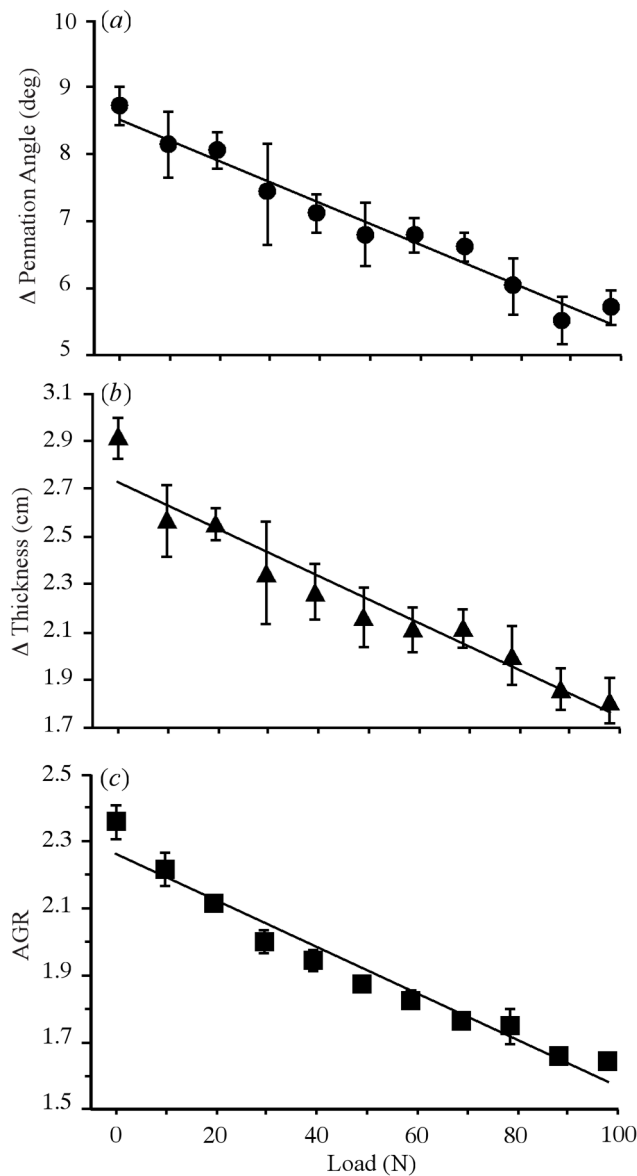 (a)
10
9
8
7
6
5
Δ Pennation Angle (deg)
(b)
3.1
2.9
2.7
2.5
2.3
2.1
1.9
1.7
Δ Thickness (cm)
(c)
2.5
2.3
2.1
1.9
1.7
1.5
AGR
0 20 40 60 80 100
Load (N)